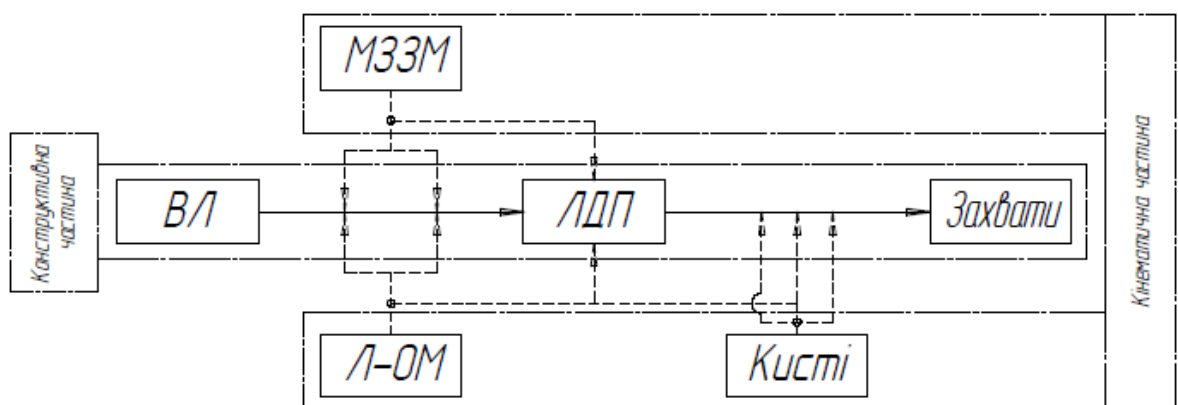 МЗЗМ
Конструктивна
частина
ВЛ
ЛДП
Захвати
Кінематична частина
Л-ОМ
Кисті